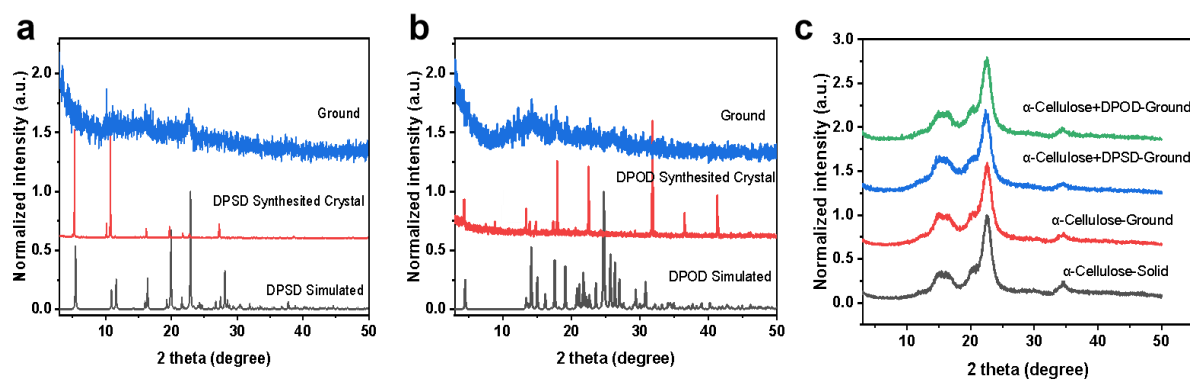 a
Normalized intensity (a.u.)
2.0
1.5
1.0
0.5
0.0
Ground
DPSD Synthesited Crystal
DPSD Simulated
10
20
30
40
50
2 theta (degree)
b
Normalized intensity (a.u.)
2.0
1.5
1.0
0.5
0.0
Ground
DPOD Synthesited Crystal
DPOD Simulated
10
20
30
40
50
2 theta (degree)
c
Normalized intensity (a.u.)
3.0
2.5
2.0
1.5
1.0
0.5
0.0
α-Cellulose+DPOD-Ground
α-Cellulose+DPSD-Ground
α-Cellulose-Ground
α-Cellulose-Solid
10
20
30
40
50
2 theta (degree)